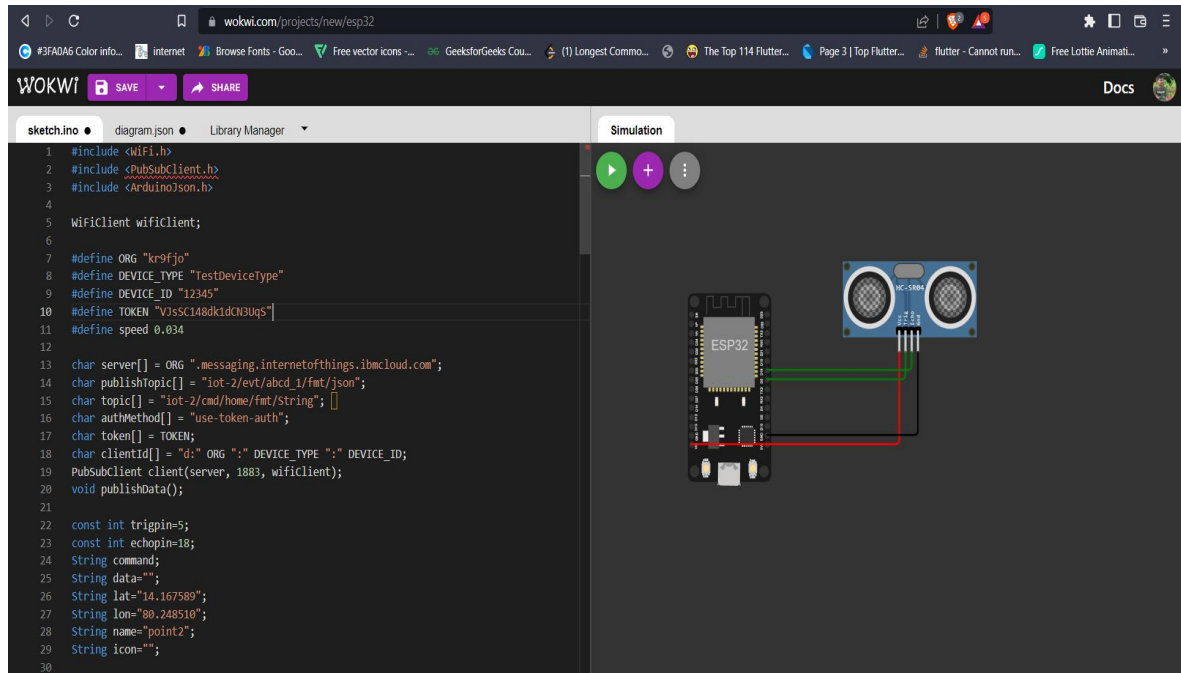 wokwi.com/projects/new/esp32
#3FA0A6 Color info... internet Browse Fonts - Goo... Free vector icons -... GeeksforGeeks Cou... (1) Longest Commo... The Top 114 Flutter... Page 3 | Top Flutter... flutter - Cannot run... Free Lottie Animati... »
WOKWi SAVE SHARE Docs
sketch.ino ● diagram.json ● Library Manager Simulation
1 #include <WiFi.h>
2 #include <PubSubClient.h>
3 #include <ArduinoJson.h>
4
5 WiFiClient wifiClient;
6
7 #define ORG "kr9fjo"
8 #define DEVICE_TYPE "TestDeviceType"
9 #define DEVICE_ID "12345"
10 #define TOKEN "VJsSC148dk1dCN3UqS"
11 #define speed 0.034
12
13 char server[] = ORG ".messaging.internetofthings.ibmcloud.com";
14 char publishTopic[] = "iot-2/evt/abcd_1/fmt/json";
15 char topic[] = "iot-2/cmd/home/fmt/String";
16 char authMethod[] = "use-token-auth";
17 char token[] = TOKEN;
18 char clientId[] = "d:" ORG ":" DEVICE_TYPE ":" DEVICE_ID;
19 PubSubClient client(server, 1883, wifiClient);
20 void publishData();
21
22 const int trigpin=5;
23 const int echopin=18;
24 String command;
25 String data="";
26 String lat="14.167589";
27 String lon="80.248510";
28 String name="point2";
29 String icon="";
30
HC-SR04
Vcc Trig Echo Gnd
ESP32